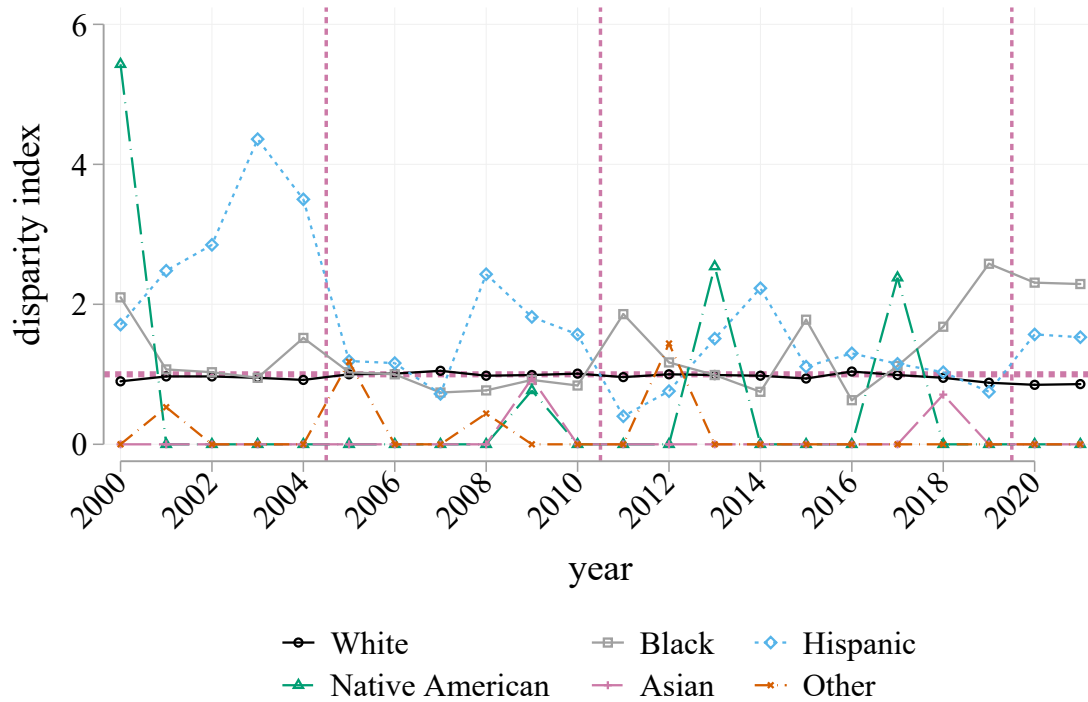 6
4
2
0
disparity index
2000 2002 2004 2006 2008 2010 2012 2014 2016 2018 2020
year
White Black Hispanic
Native American Asian Other